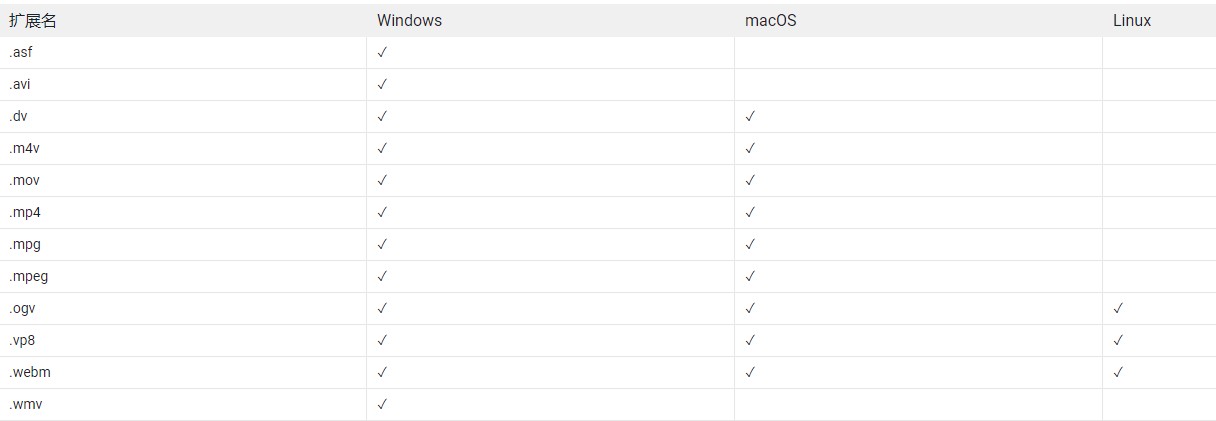 扩展名 Windows macOS Linux
.asf ✓
.avi ✓
.dv ✓ ✓
.m4v ✓ ✓
.mov ✓ ✓
.mp4 ✓ ✓
.mpg ✓ ✓
.mpeg ✓ ✓
.ogv ✓ ✓ ✓
.vp8 ✓ ✓ ✓
.webm ✓ ✓ ✓
.wmv ✓